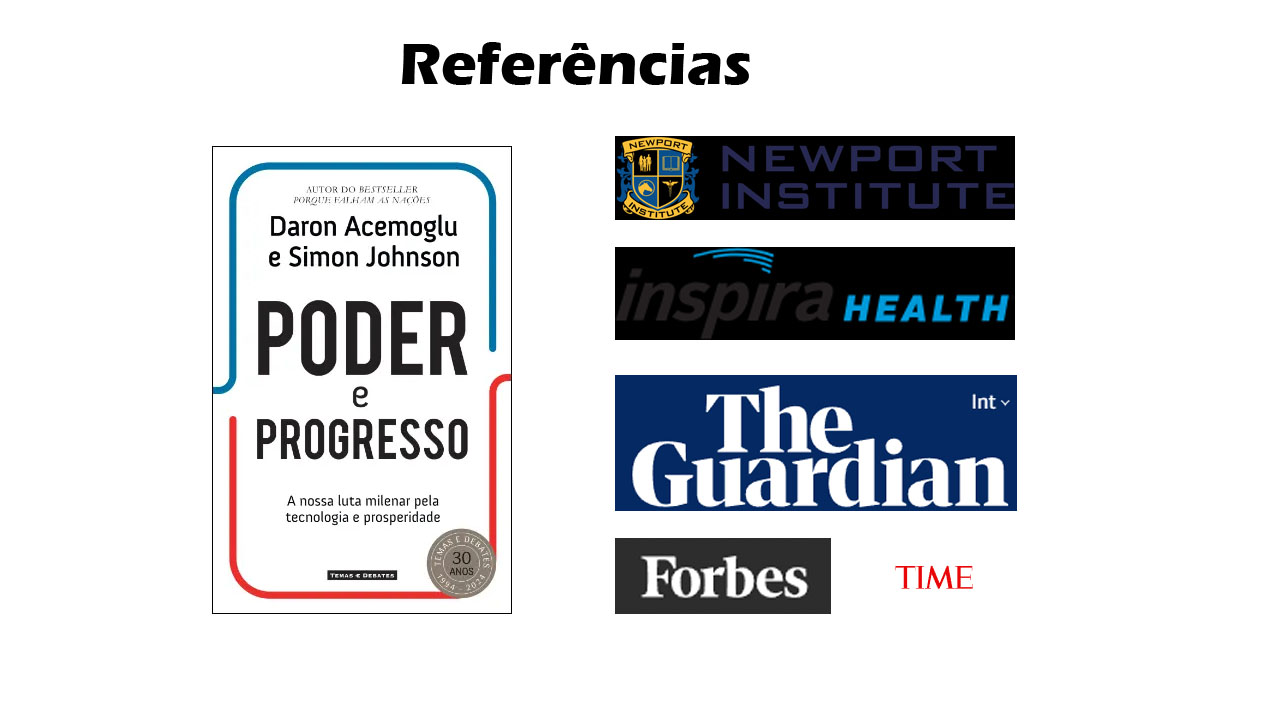 Referências
AUTOR DO BESTSELLER
PORQUE FALHAM AS NAÇÕES
Daron Acemoglu
e Simon Johnson
PODER
e
PROGRESSO
A nossa luta milenar pela
tecnologia e prosperidade
TEMAS E DEBATES
TEMAS E DEBATES
30
ANOS
1994 - 2024
NEWPORT
INSTITUTE
NEWPORT
INSTITUTE
inspira HEALTH
The
Guardian
Int
Forbes
TIME